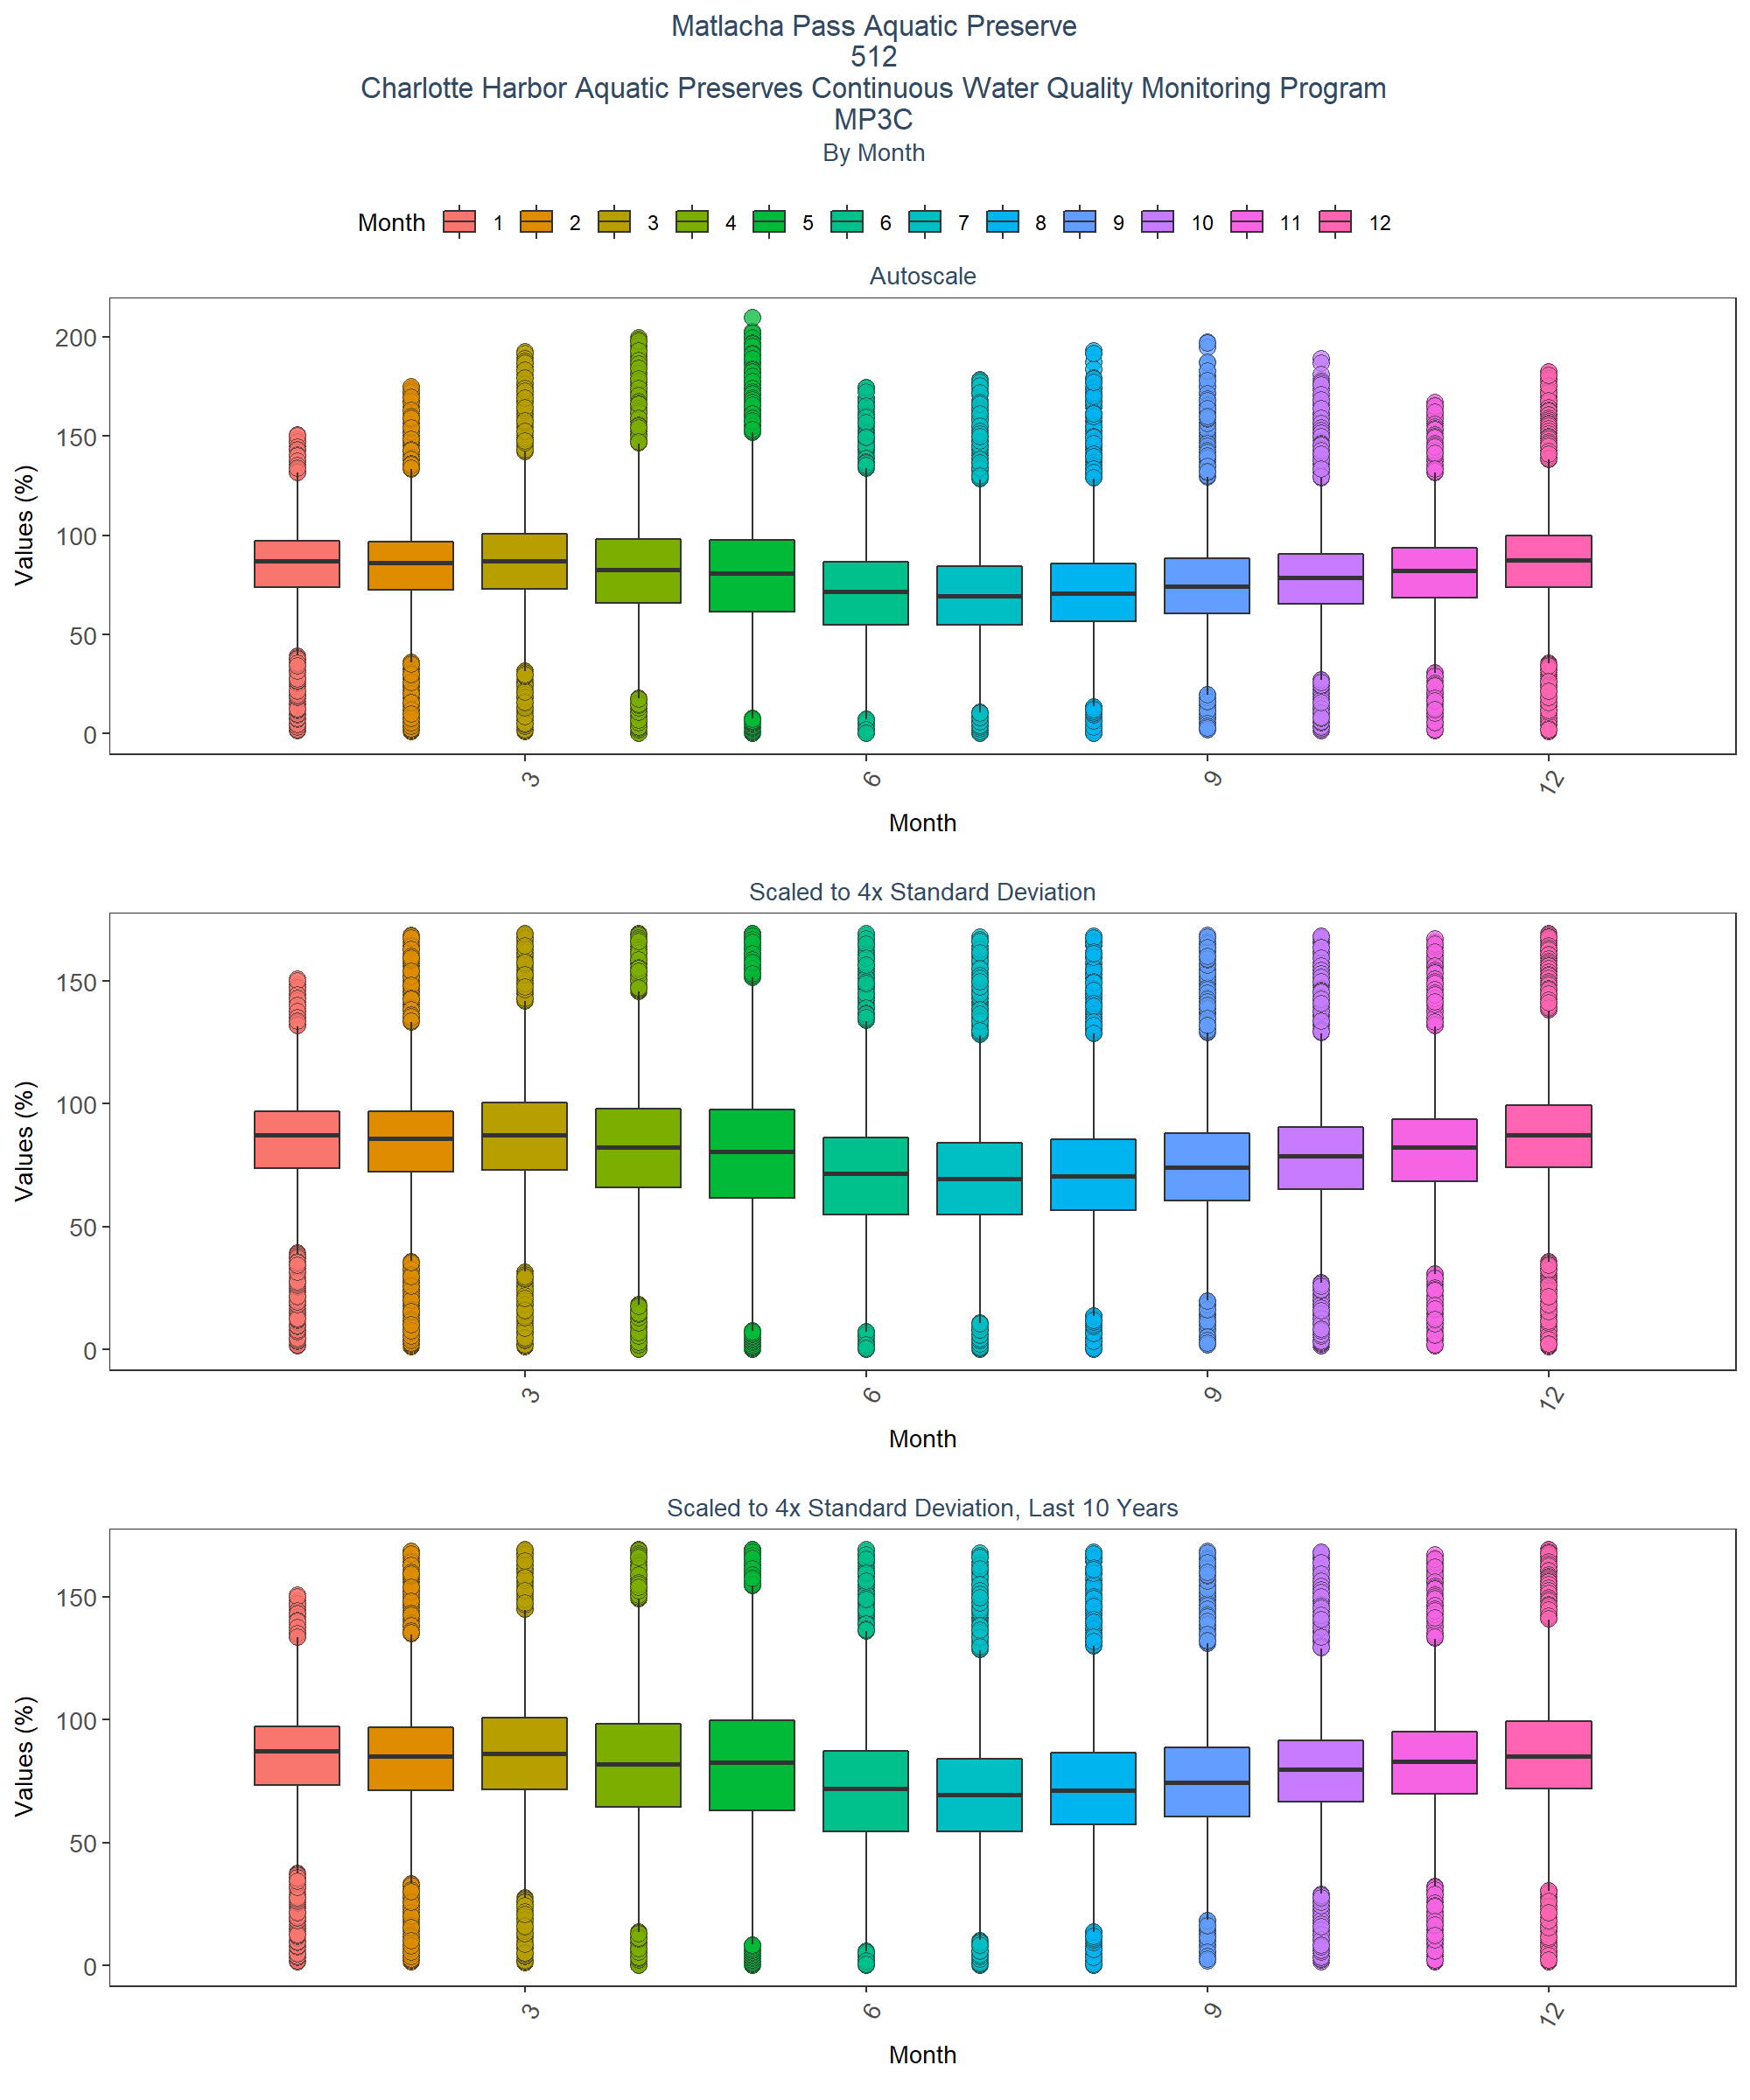 Matlacha Pass Aquatic Preserve
512
Charlotte Harbor Aquatic Preserves Continuous Water Quality Monitoring Program
MP3C
By Month
Month 1 2 3 4 5 6 7 8 9 10 11 12
Autoscale
Values (%)
200
150
100
50
0
3 6 9 12
Month
Scaled to 4x Standard Deviation
Values (%)
150
100
50
0
3 6 9 12
Month
Scaled to 4x Standard Deviation, Last 10 Years
Values (%)
150
100
50
0
3 6 9 12
Month